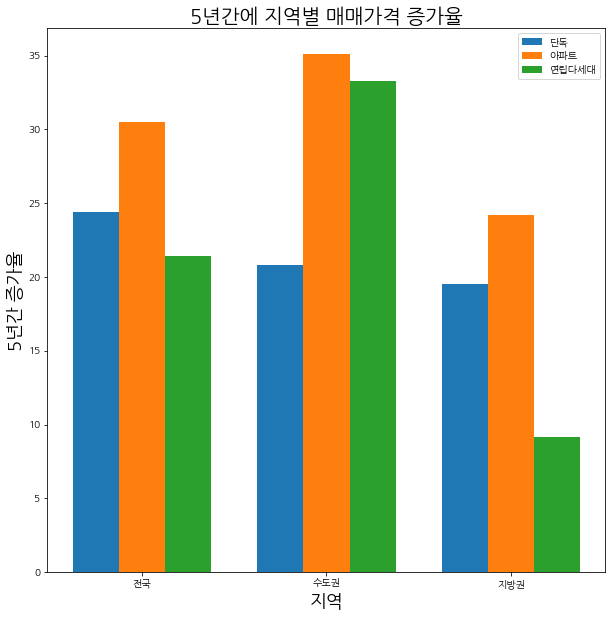 5년간에 지역별 매매가격 증가율
단독
아파트
연립다세대
5년간 증가율
35
30
25
20
15
10
5
0
전국 수도권 지방권
지역